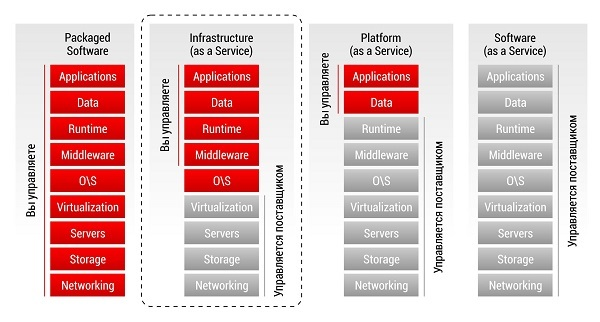 Packaged
Software
Вы управляете
Applications
Data
Runtime
Middleware
O\S
Virtualization
Servers
Storage
Networking
Infrastructure
(as a Service)
Вы управляете
Applications
Data
Runtime
Middleware
O\S
Virtualization
Servers
Storage
Networking
Управляется поставщиком
Platform
(as a Service)
Вы управляете
Applications
Data
Runtime
Middleware
O\S
Virtualization
Servers
Storage
Networking
Управляется поставщиком
Software
(as a Service)
Applications
Data
Runtime
Middleware
O\S
Virtualization
Servers
Storage
Networking
Управляется поставщиком